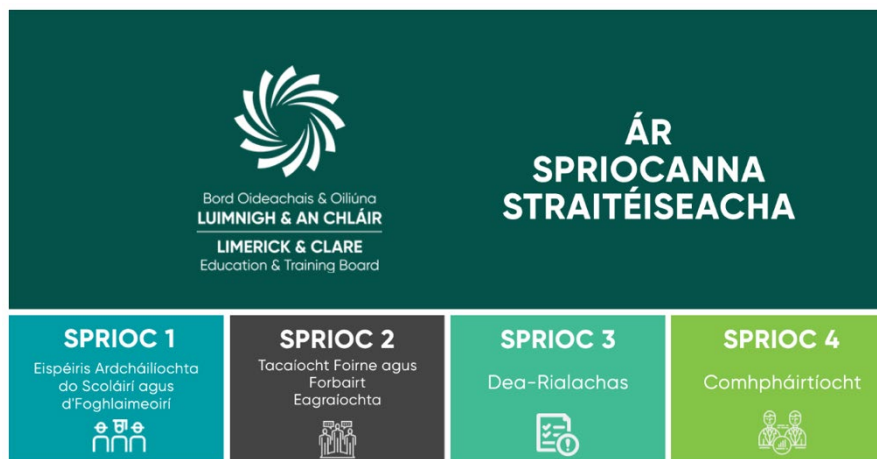 Bord Oideachais & Oiliúna
LUIMNIGH & AN CHLÁIR
LIMERICK & CLARE
Education & Training Board
ÁR
SPRIOCANNA
STRAITÉISEACHA
SPRIOC 1
Eispéiris Ardcháilíochta
do Scoláirí agus
d'Foghlaimeoirí
SPRIOC 2
Tacaíocht Foirne agus
Forbairt
Eagraíochta
SPRIOC 3
Dea-Rialachas
SPRIOC 4
Comhpháirtíocht